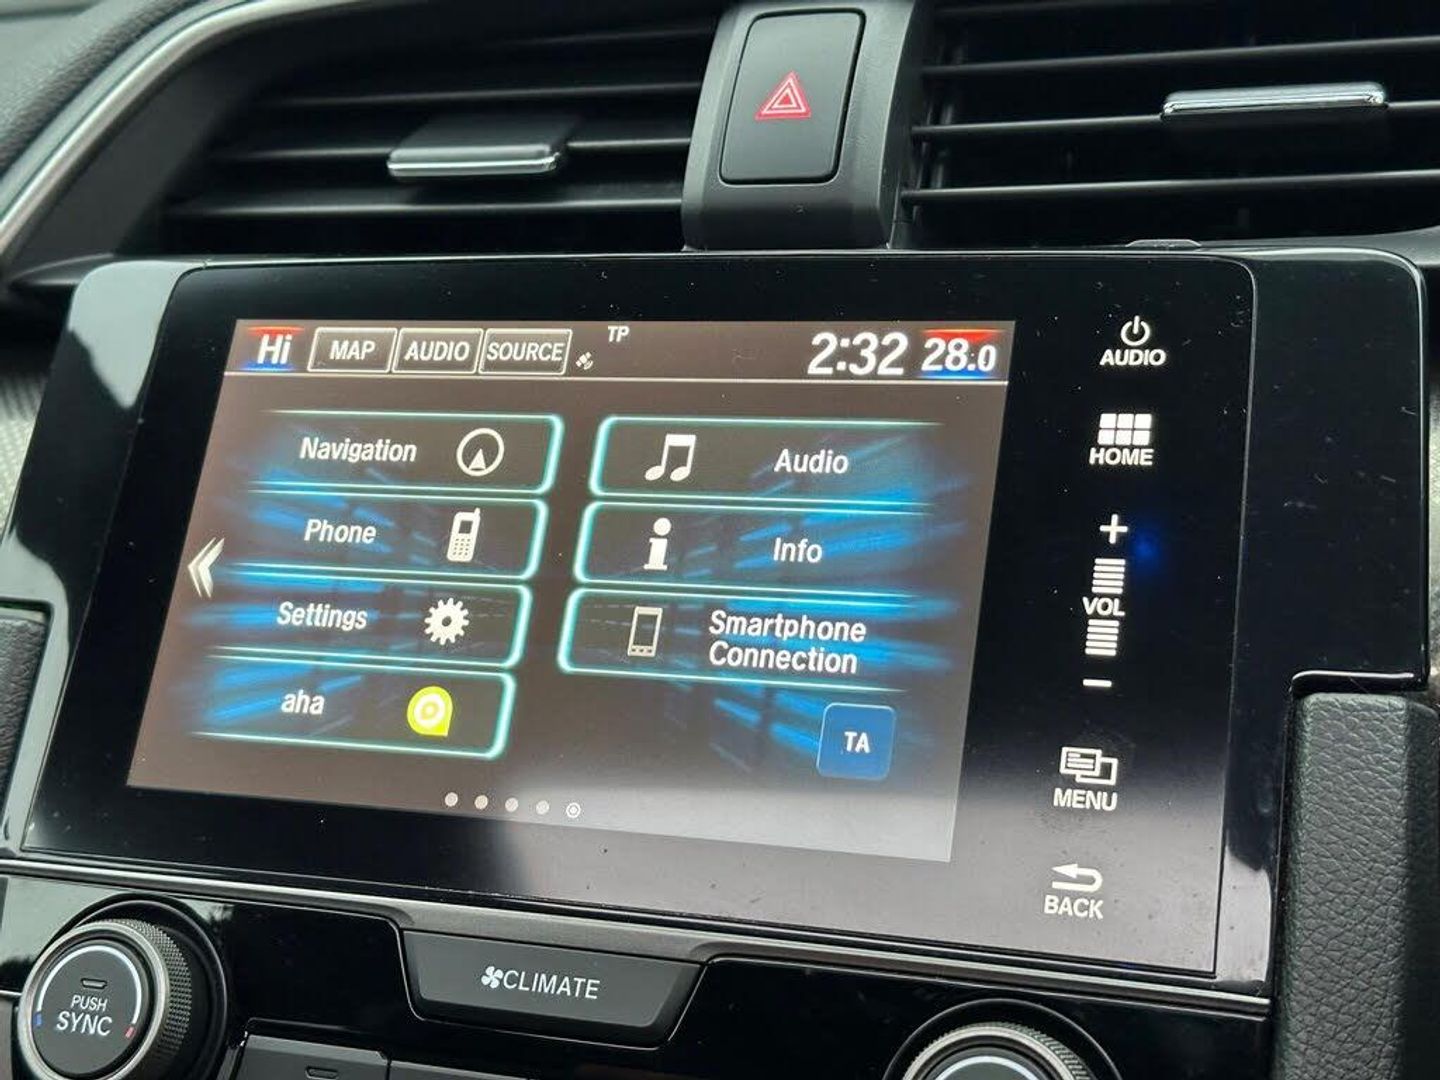 Hi MAP AUDIO SOURCE TP 2:32 28.0
Navigation
Audio
Phone
Info
Settings
Smartphone
Connection
aha
TA
AUDIO
HOME
+
VOL
−
MENU
BACK
CLIMATE
PUSH
SYNC